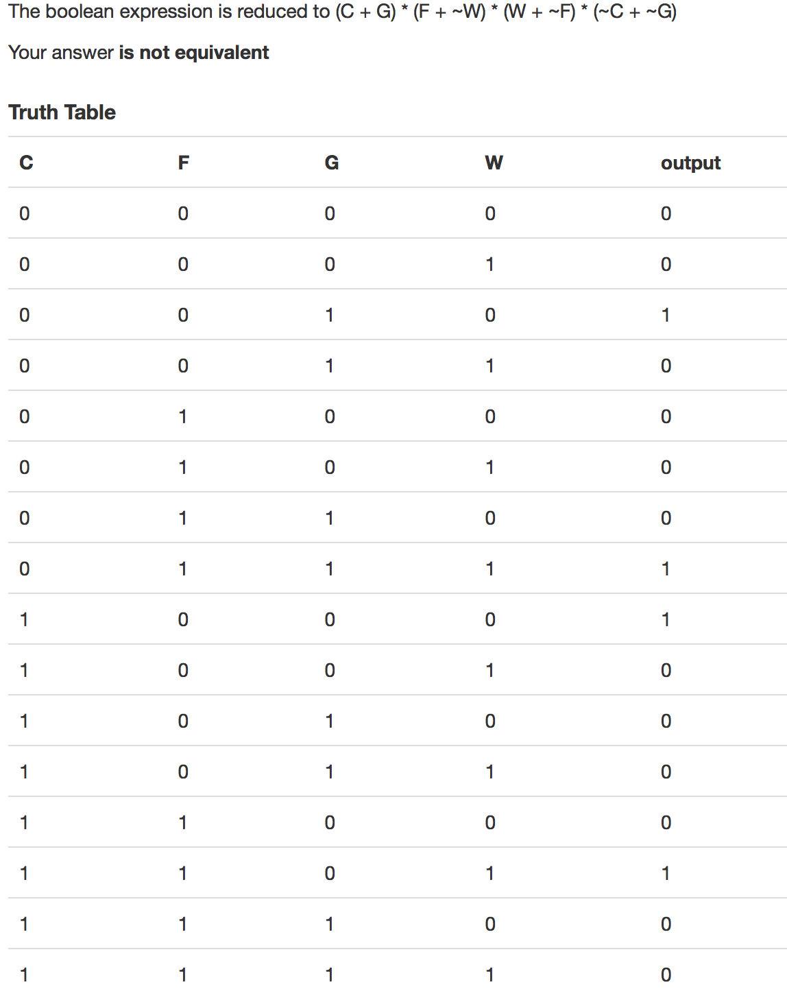 The boolean expression is reduced to (C + G) * (F + ~W) * (W + ~F) * (~C + ~G)
Your answer is not equivalent
Truth Table
C F G W output
0 0 0 0 0
0 0 0 1 0
0 0 1 0 1
0 0 1 1 0
0 1 0 0 0
0 1 0 1 0
0 1 1 0 0
0 1 1 1 1
1 0 0 0 1
1 0 0 1 0
1 0 1 0 0
1 0 1 1 0
1 1 0 0 0
1 1 0 1 1
1 1 1 0 0
1 1 1 1 0